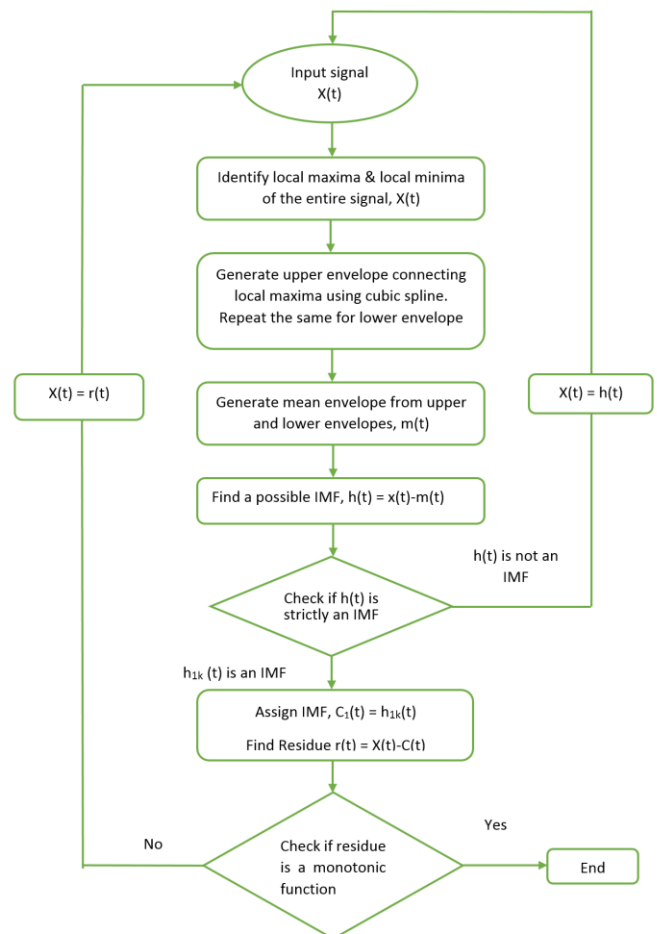 Input signal
X(t)
Identify local maxima & local minima
of the entire signal, X(t)
Generate upper envelope connecting
local maxima using cubic spline.
Repeat the same for lower envelope
X(t) = r(t)
X(t) = h(t)
Generate mean envelope from upper
and lower envelopes, m(t)
Find a possible IMF, h(t) = x(t)-m(t)
h(t) is not an
IMF
Check if h(t) is
strictly an IMF
h₁ₖ (t) is an IMF
Assign IMF, C₁(t) = h₁ₖ(t)
Find Residue r(t) = X(t)-C(t)
No
Yes
Check if residue
is a monotonic
function
End